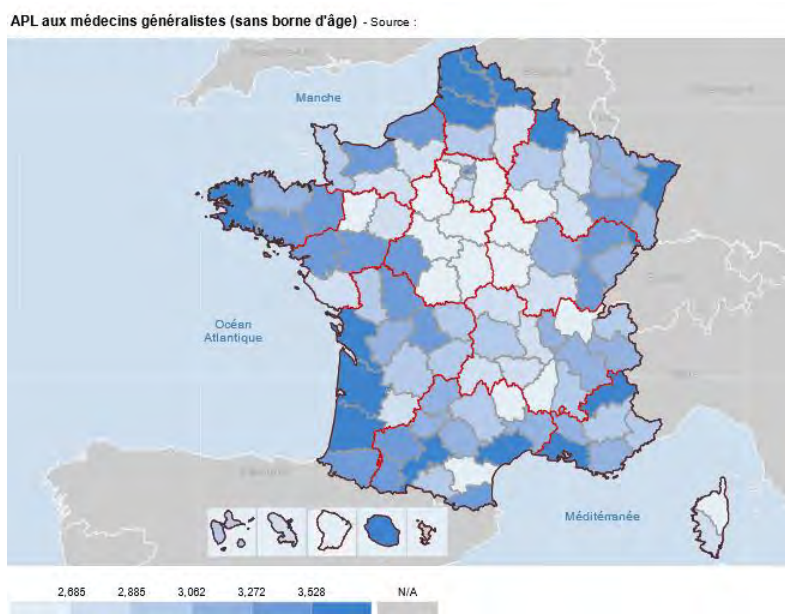 APL aux médecins généralistes (sans borne d'âge) - Source :
Manche
Océan
Atlantique
Méditérranée
2,685 2,885 3,062 3,272 3,528 N/A